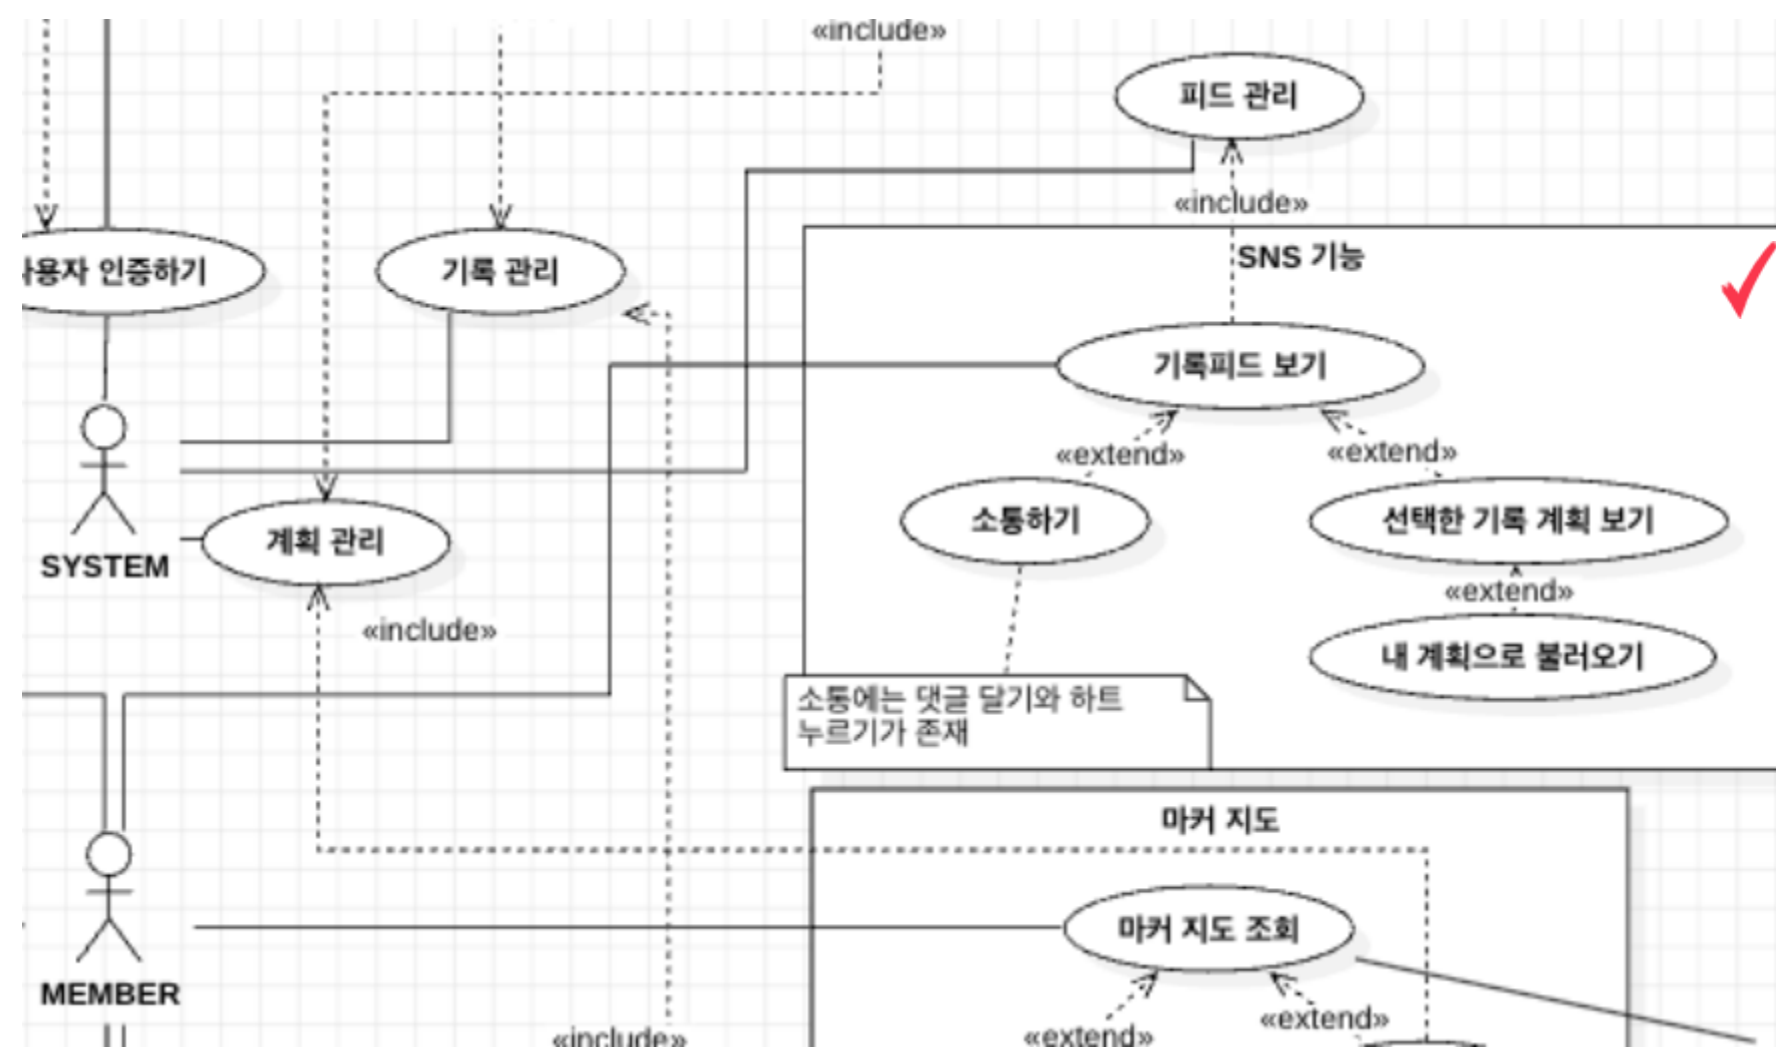 «include»
피드 관리
«include»
SNS 기능
용자 인증하기
기록 관리
기록피드 보기
«extend»
«extend»
소통하기
선택한 기록 계획 보기
계획 관리
SYSTEM
«extend»
«include»
내 계획으로 불러오기
소통에는 댓글 달기와 하트
누르기가 존재
마커 지도
마커 지도 조회
MEMBER
«extend»
«extend»
«include»